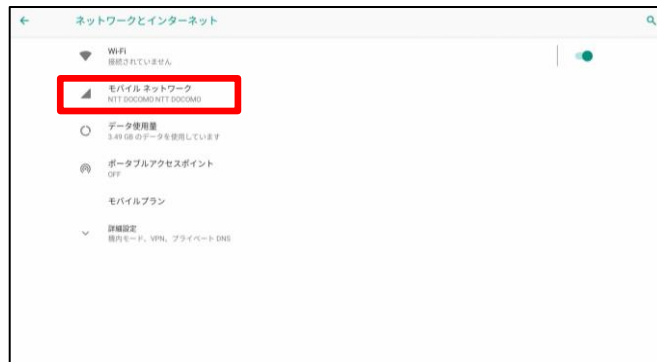 ネットワークとインターネット
Wi-Fi
接続されていません
モバイル ネットワーク
NTT DOCOMO NTT DOCOMO
データ使用量
3.49 GB のデータを使用しています
ポータブルアクセスポイント
OFF
モバイルプラン
詳細設定
機内モード、VPN、プライベート DNS